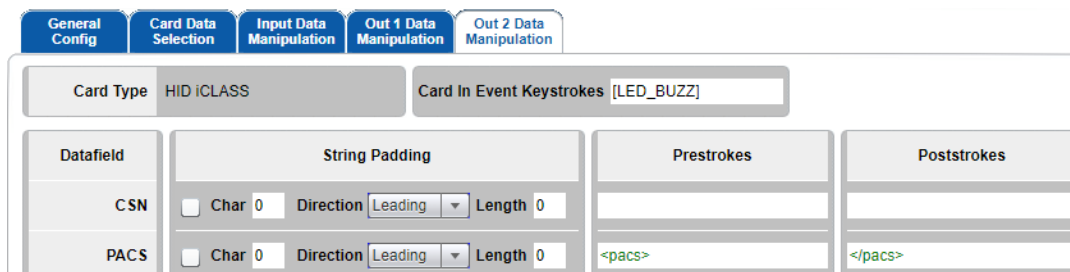 General Config
Card Data Selection
Input Data Manipulation
Out 1 Data Manipulation
Out 2 Data Manipulation
Card Type HID iCLASS Card In Event Keystrokes [LED_BUZZ]
Datafield String Padding Prestrokes Poststrokes
CSN Char 0 Direction Leading Length 0
PACS Char 0 Direction Leading Length 0 <pacs> </pacs>